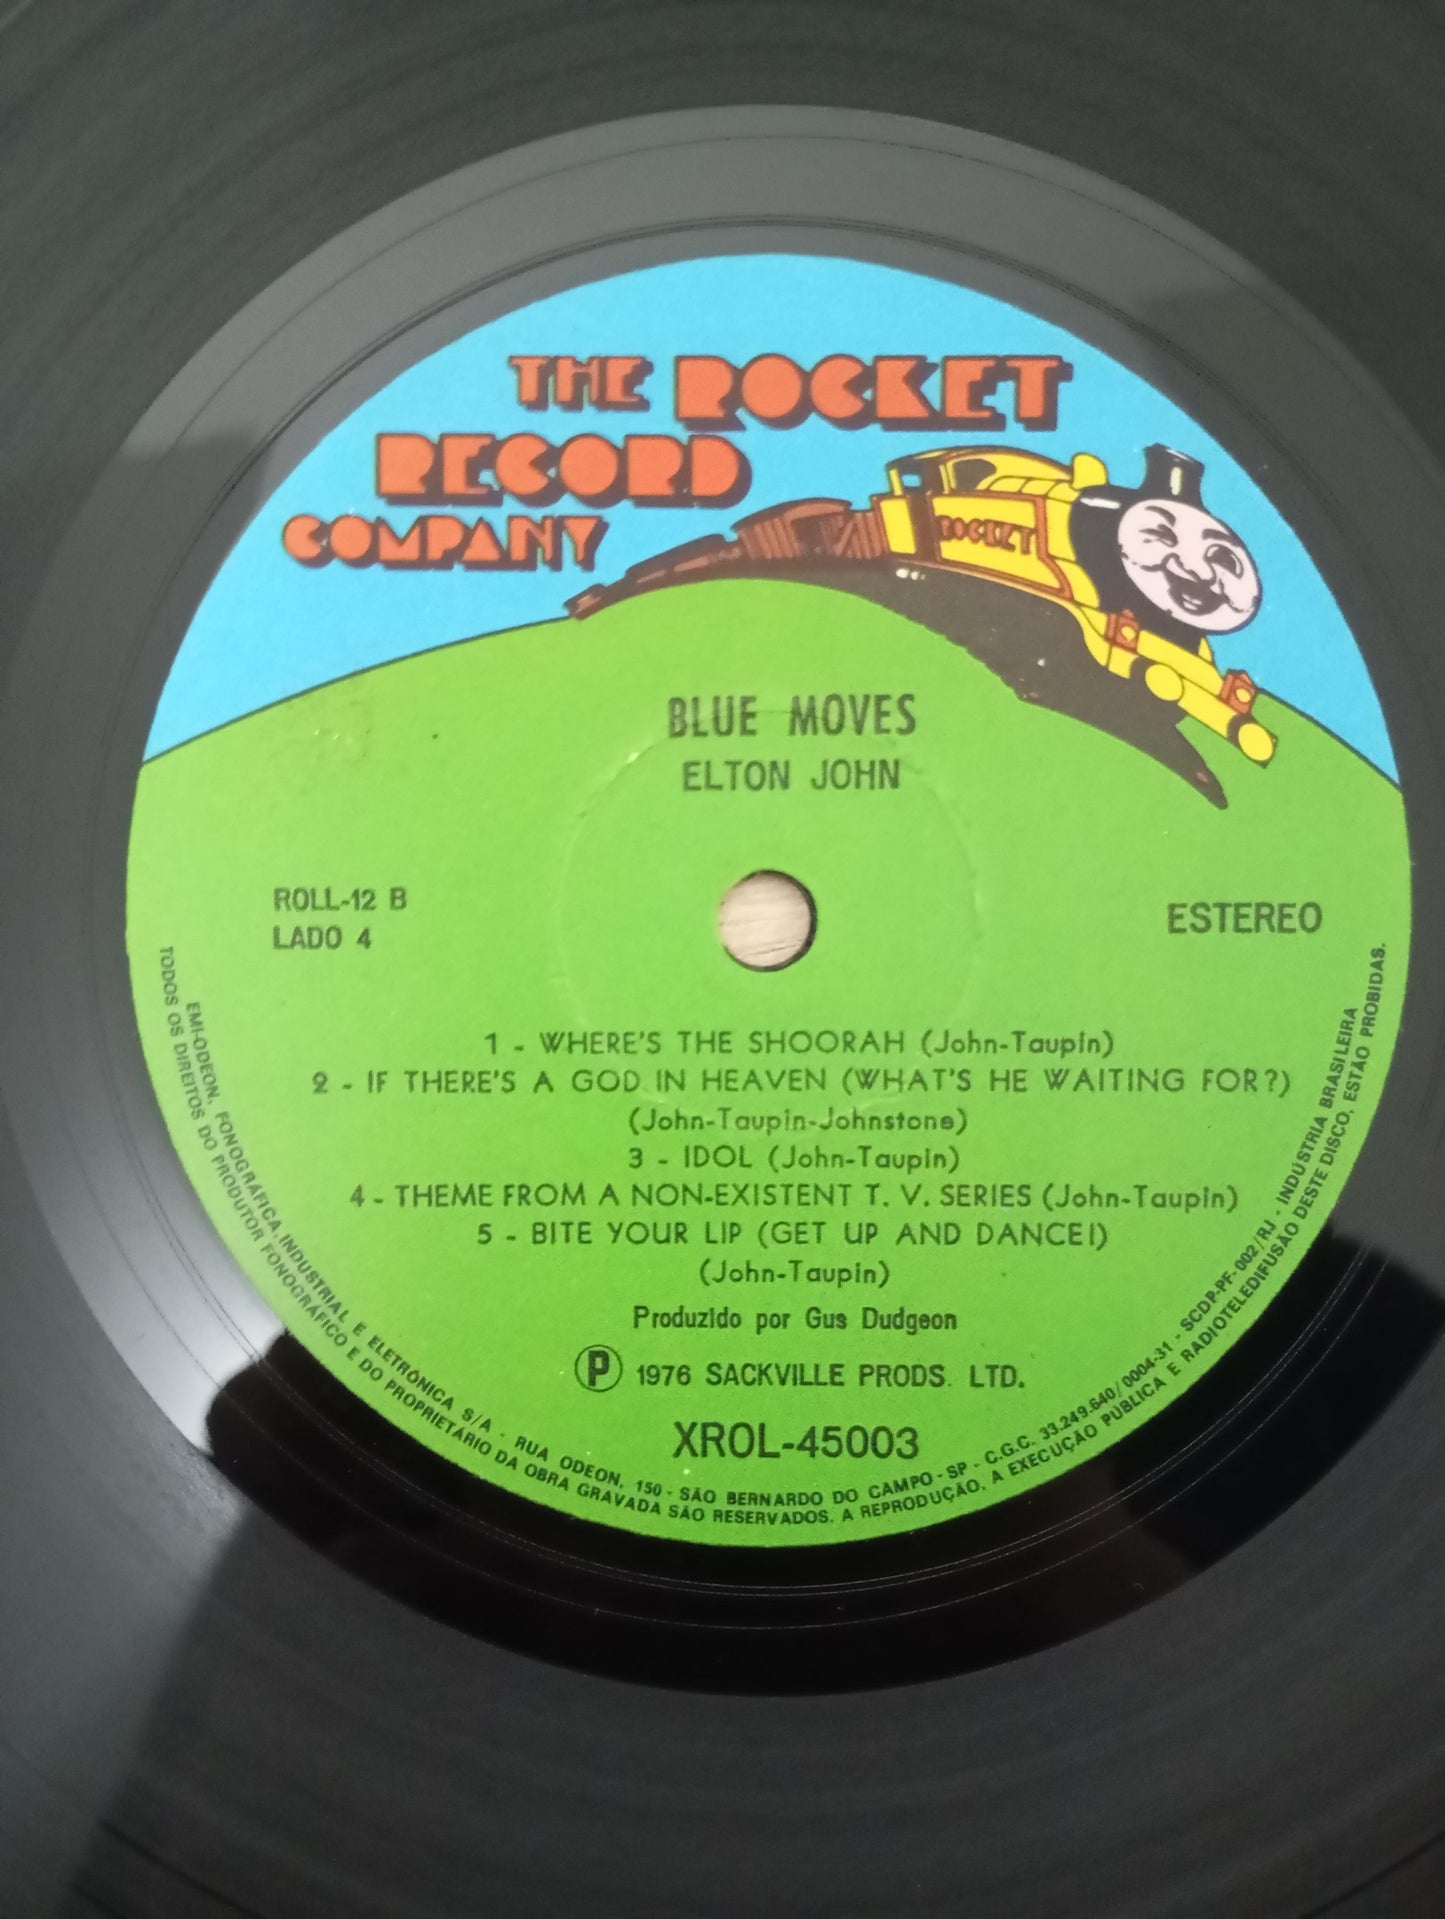 THE ROCKET
RECORD
COMPANY
ROCKET
BLUE MOVES
ELTON JOHN
ROLL-12 B
LADO 4
ESTEREO
1 - WHERE'S THE SHOORAH (John-Taupin)
2 - IF THERE'S A GOD IN HEAVEN (WHAT'S HE WAITING FOR?)
(John-Taupin-Johnstone)
3 - IDOL (John-Taupin)
4 - THEME FROM A NON-EXISTENT T. V. SERIES (John-Taupin)
5 - BITE YOUR LIP (GET UP AND DANCE!)
(John-Taupin)
Produzido por Gus Dudgeon
Ⓟ 1976 SACKVILLE PRODS. LTD.
XROL-45003
EMI-ODEON, FONOGRÁFICA, INDUSTRIAL E ELETRÔNICA S/A - RUA ODEON, 150 - SÃO BERNARDO DO CAMPO - SP - C.G.C. 33.249.640/0004-31 - SCDP-PF-002/RJ - INDÚSTRIA BRASILEIRA
TODOS OS DIREITOS DO PRODUTOR FONOGRÁFICO E DO PROPRIETÁRIO DA OBRA GRAVADA SÃO RESERVADOS. A REPRODUÇÃO, A EXECUÇÃO PÚBLICA E RADIOTELEDIFUSÃO DESTE DISCO, ESTÃO PROBIDAS.